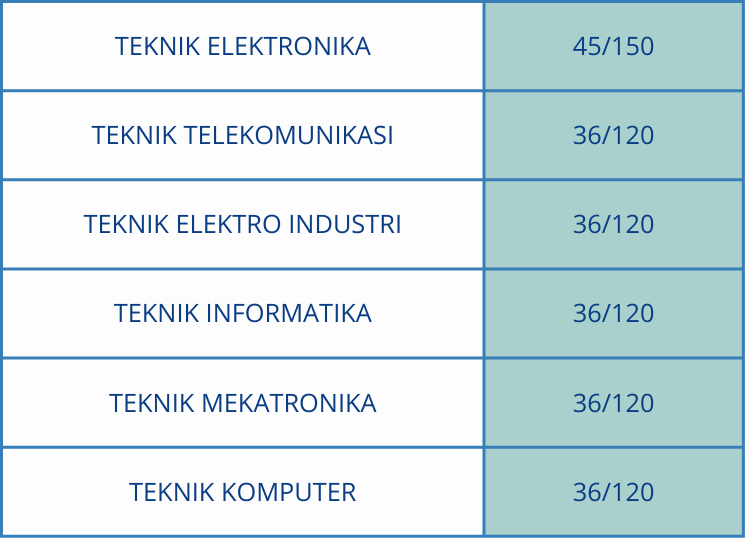 TEKNIK ELEKTRONIKA 45/150
TEKNIK TELEKOMUNIKASI 36/120
TEKNIK ELEKTRO INDUSTRI 36/120
TEKNIK INFORMATIKA 36/120
TEKNIK MEKATRONIKA 36/120
TEKNIK KOMPUTER 36/120